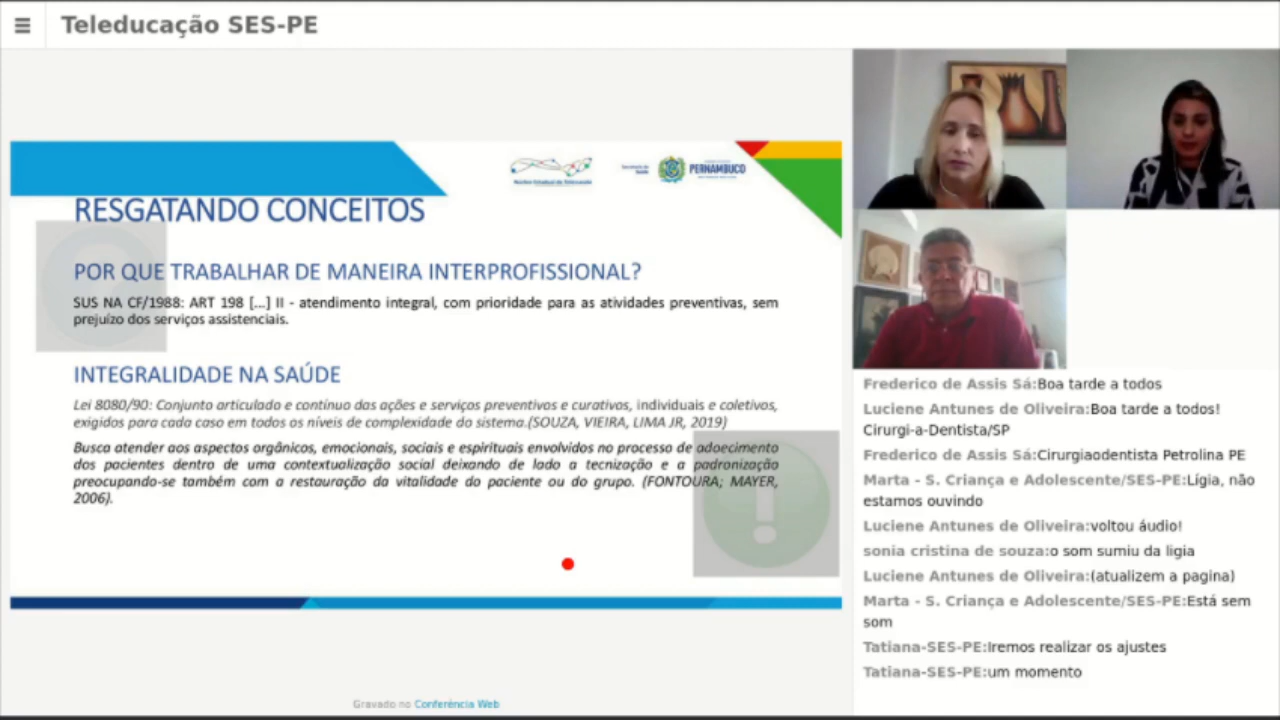 Teleducação SES-PE
Núcleo Estadual de Telessaúde
Secretaria de
Saúde
PERNAMBUCO
RESGATANDO CONCEITOS
POR QUE TRABALHAR DE MANEIRA INTERPROFISSIONAL?
SUS NA CF/1988: ART 198 [...] II - atendimento integral, com prioridade para as atividades preventivas, sem
prejuízo dos serviços assistenciais.
INTEGRALIDADE NA SAÚDE
Lei 8080/90: Conjunto articulado e contínuo das ações e serviços preventivos e curativos, individuais e coletivos,
exigidos para cada caso em todos os níveis de complexidade do sistema.(SOUZA, VIEIRA, LIMA JR, 2019)
Busca atender aos aspectos orgânicos, emocionais, sociais e espirituais envolvidos no processo de adoecimento
dos pacientes dentro de uma contextualização social deixando de lado a tecnização e a padronização
preocupando-se também com a restauração da vitalidade do paciente ou do grupo. (FONTOURA; MAYER,
2006).
Gravado no Conferência Web
Frederico de Assis Sá:Boa tarde a todos
Luciene Antunes de Oliveira:Boa tarde a todos!
Cirurgi-a-Dentista/SP
Frederico de Assis Sá:Cirurgiaodentista Petrolina PE
Marta - S. Criança e Adolescente/SES-PE:Lígia, não
estamos ouvindo
Luciene Antunes de Oliveira:voltou áudio!
sonia cristina de souza:o som sumiu da ligia
Luciene Antunes de Oliveira:(atualizem a pagina)
Marta - S. Criança e Adolescente/SES-PE:Está sem
som
Tatiana-SES-PE:Iremos realizar os ajustes
Tatiana-SES-PE:um momento